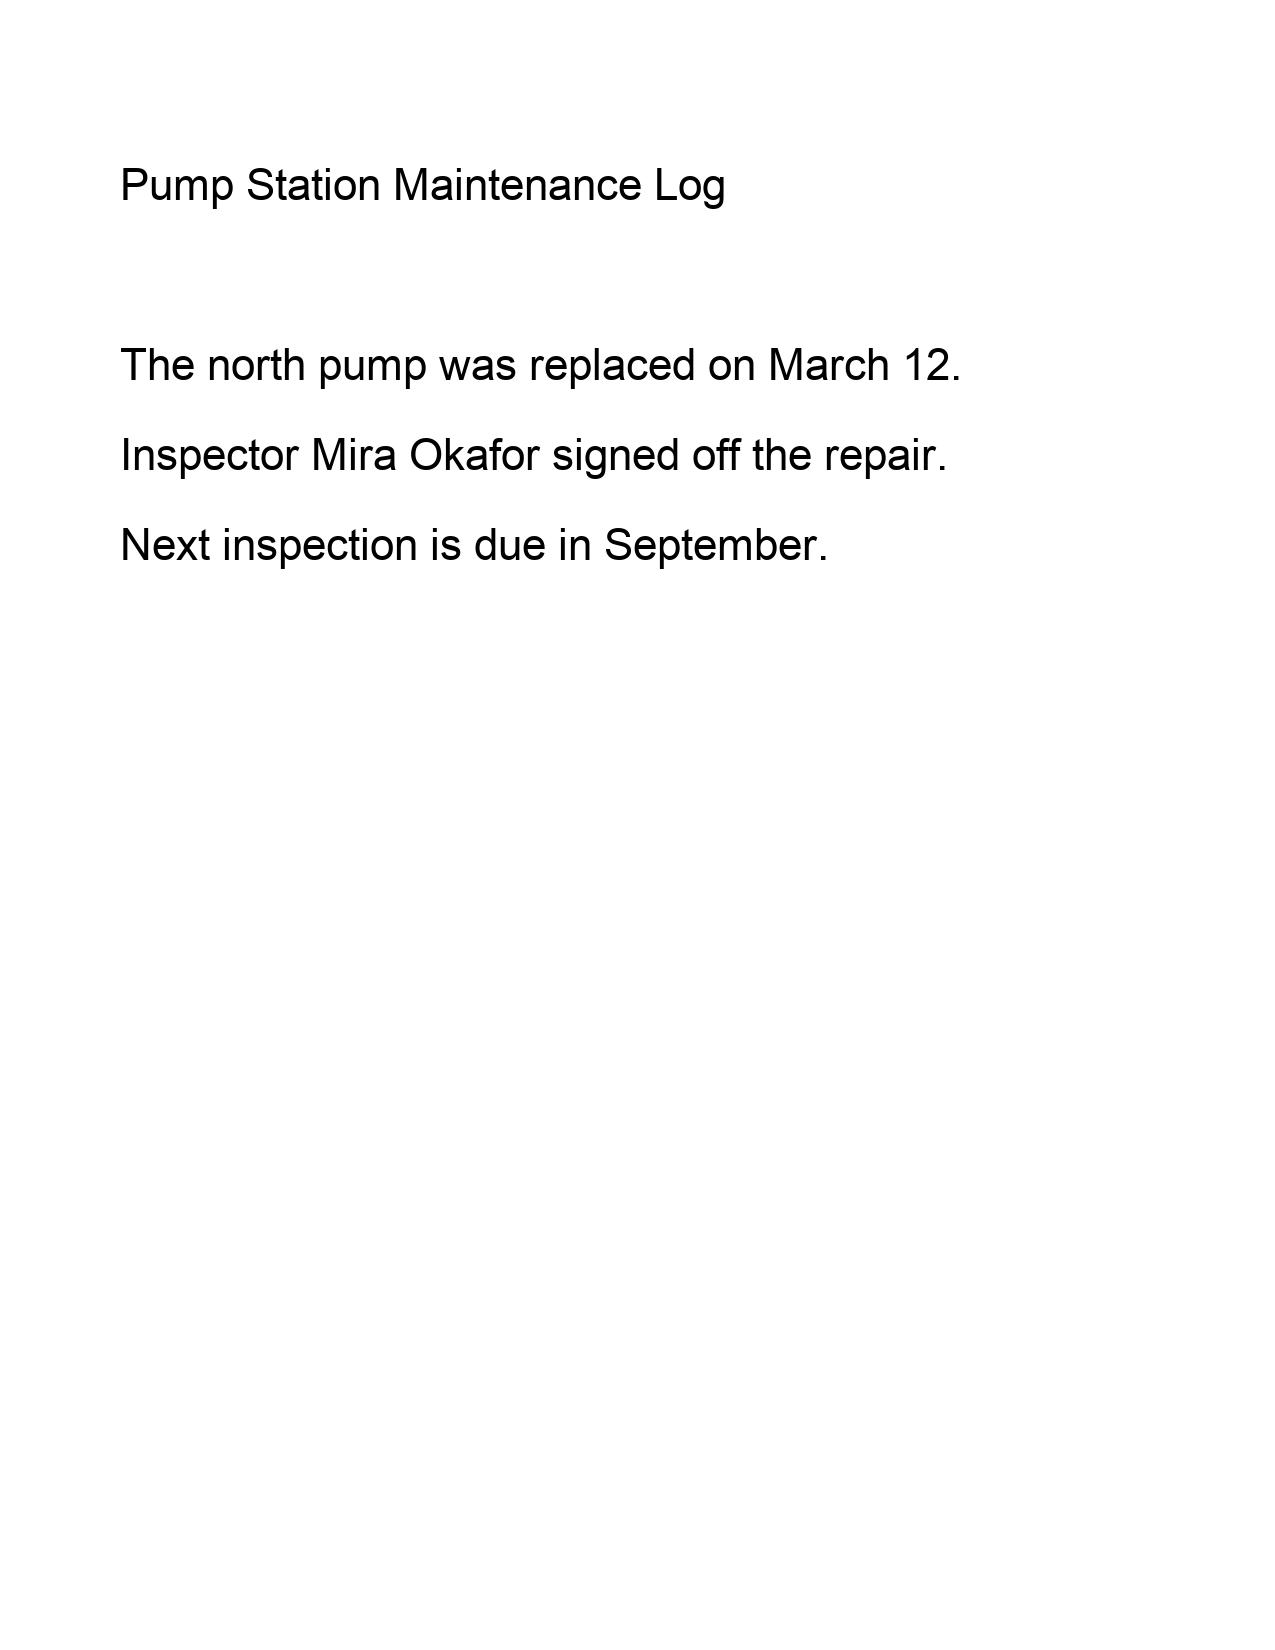 Pump Station Maintenance Log
The north pump was replaced on March 12.
Inspector Mira Okafor signed off the repair.
Next inspection is due in September.